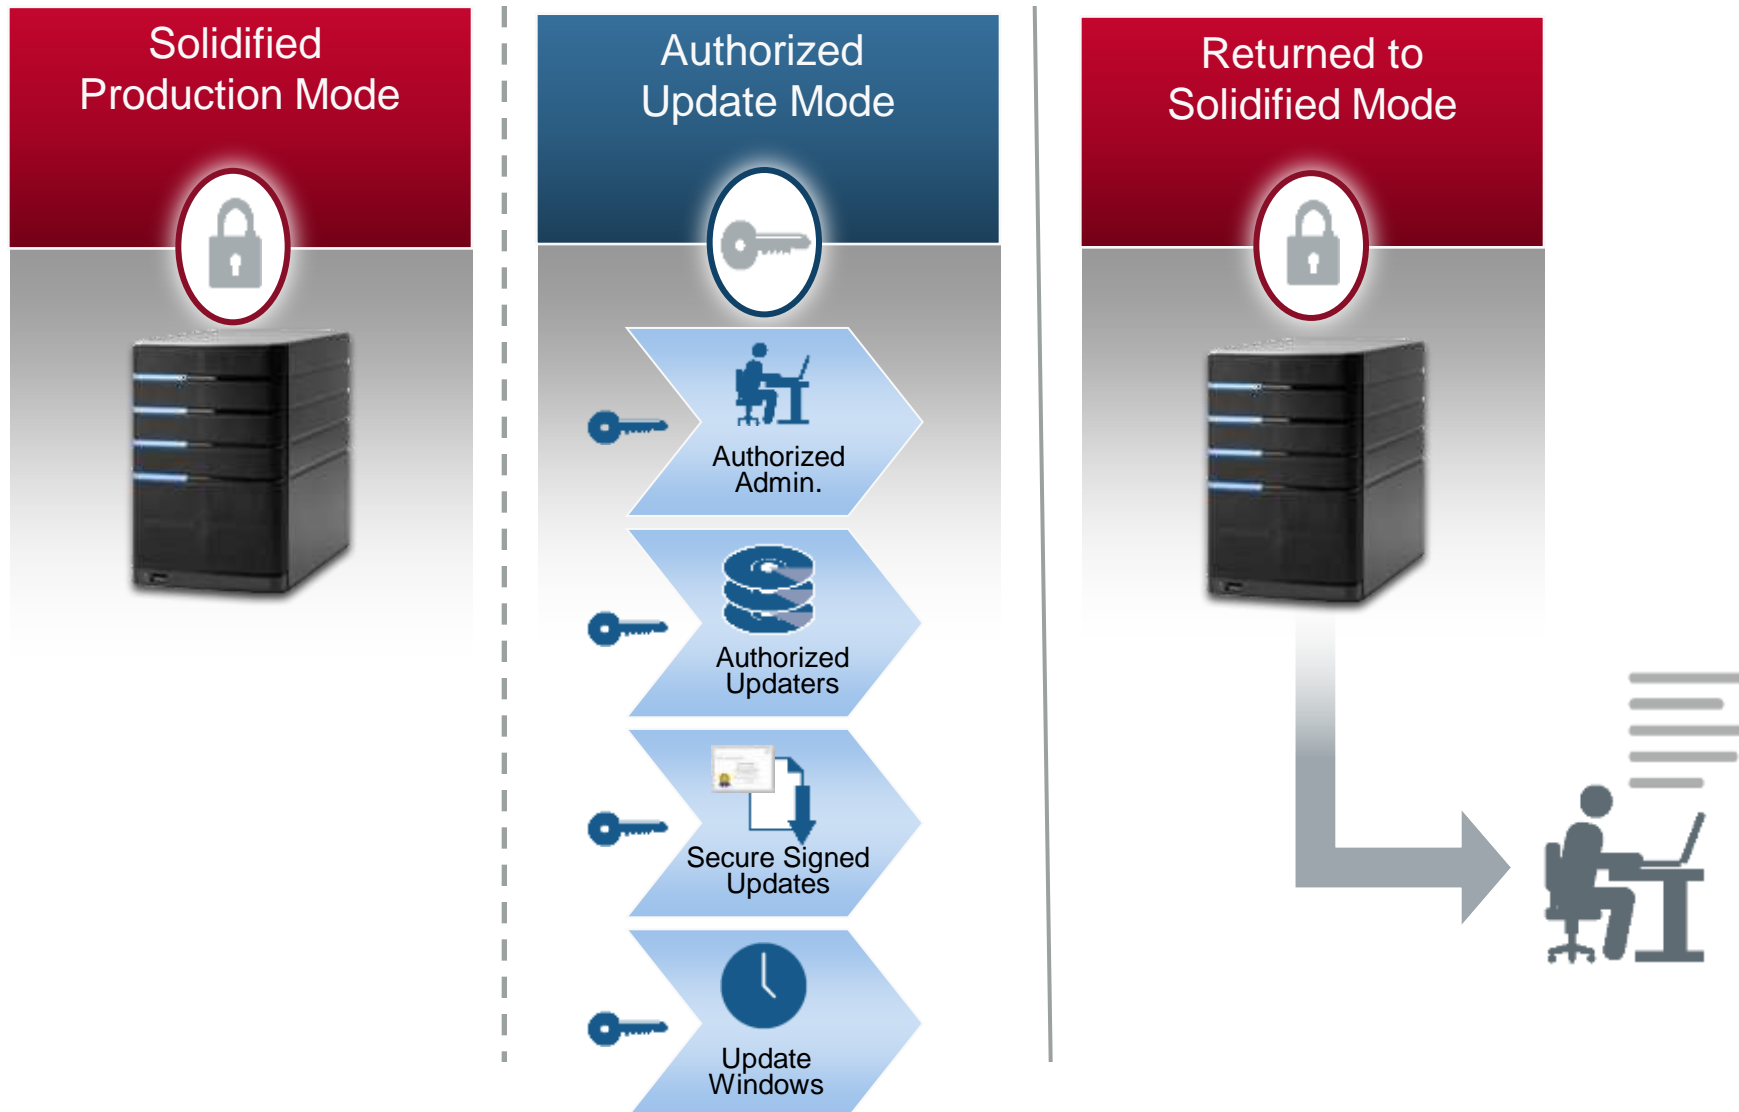 Solidified
Production Mode
Authorized
Update Mode
Authorized
Admin.
Authorized
Updaters
Secure Signed
Updates
Update
Windows
Returned to
Solidified Mode